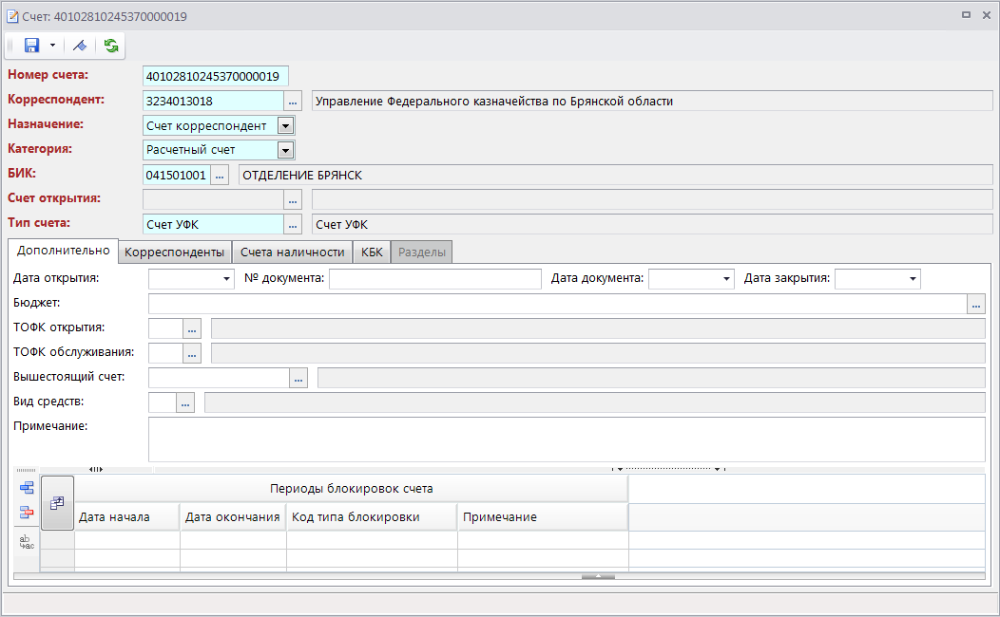 Счет: 40102810245370000019
Номер счета: 40102810245370000019
Корреспондент: 3234013018 ... Управление Федерального казначейства по Брянской области
Назначение: Счет корреспондент
Категория: Расчетный счет
БИК: 041501001 ... ОТДЕЛЕНИЕ БРЯНСК
Счет открытия: ...
Тип счета: Счет УФК ... Счет УФК
Дополнительно Корреспонденты Счета наличности КБК Разделы
Дата открытия: № документа: Дата документа: Дата закрытия:
Бюджет: ...
ТОФК открытия: ...
ТОФК обслуживания: ...
Вышестоящий счет: ...
Вид средств: ...
Примечание:
Периоды блокировок счета
Дата начала Дата окончания Код типа блокировки Примечание
ab
ac